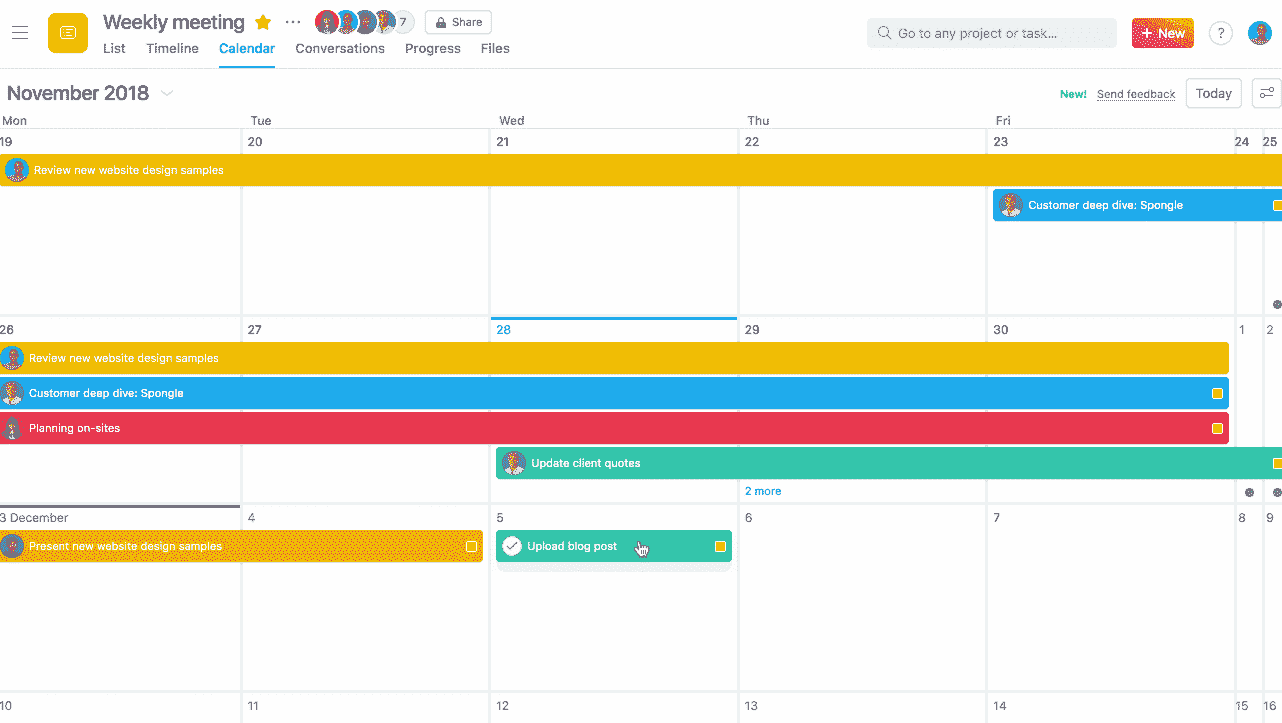 Weekly meeting
7
Share
List Timeline Calendar Conversations Progress Files
Go to any project or task...
+ New
?
November 2018
New! Send feedback Today
Mon Tue Wed Thu Fri
19 20 21 22 23 24 25
Review new website design samples
Customer deep dive: Spongle
26 27 28 29 30 1 2
Review new website design samples
Customer deap dive: Spongle
Planning on-sites
Update client quotes
2 more
3 December 4 5 6 7 8 9
Present new website design samples
Upload blog post
10 11 12 13 14 15 16